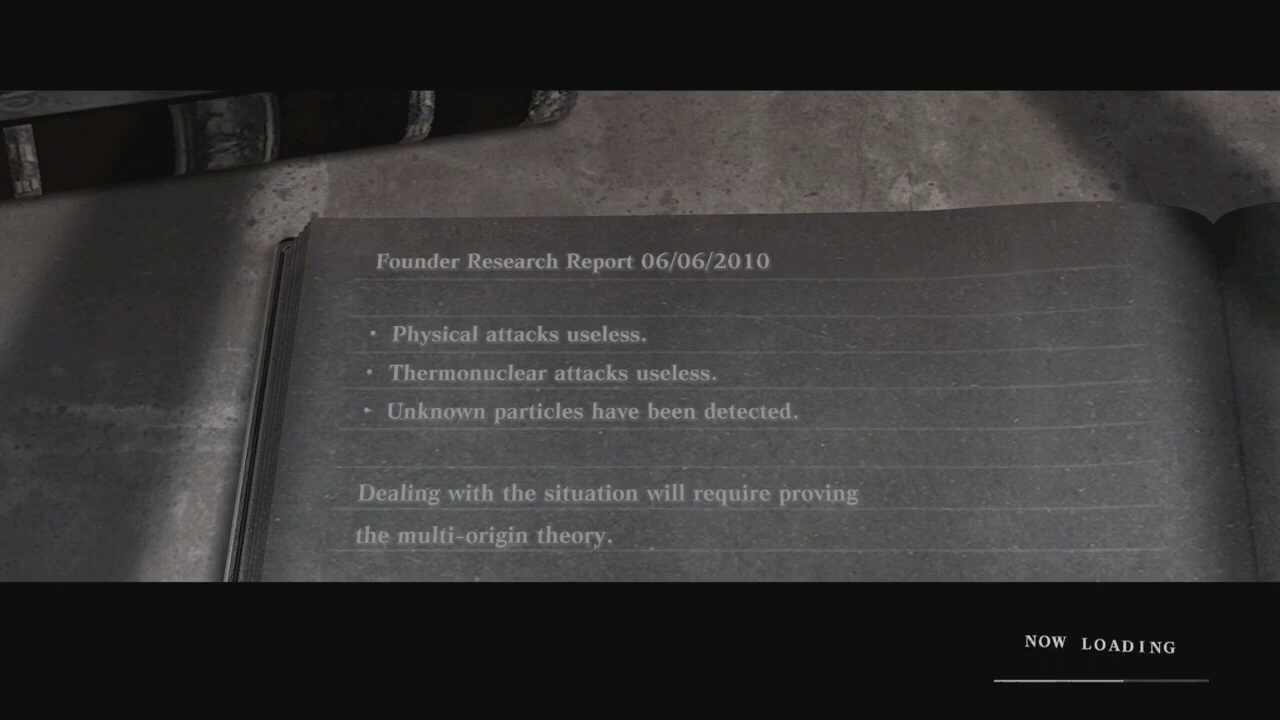 Founder Research Report 06/06/2010
・ Physical attacks useless.
・ Thermonuclear attacks useless.
・ Unknown particles have been detected.
Dealing with the situation will require proving
the multi-origin theory.
NOW LOADING